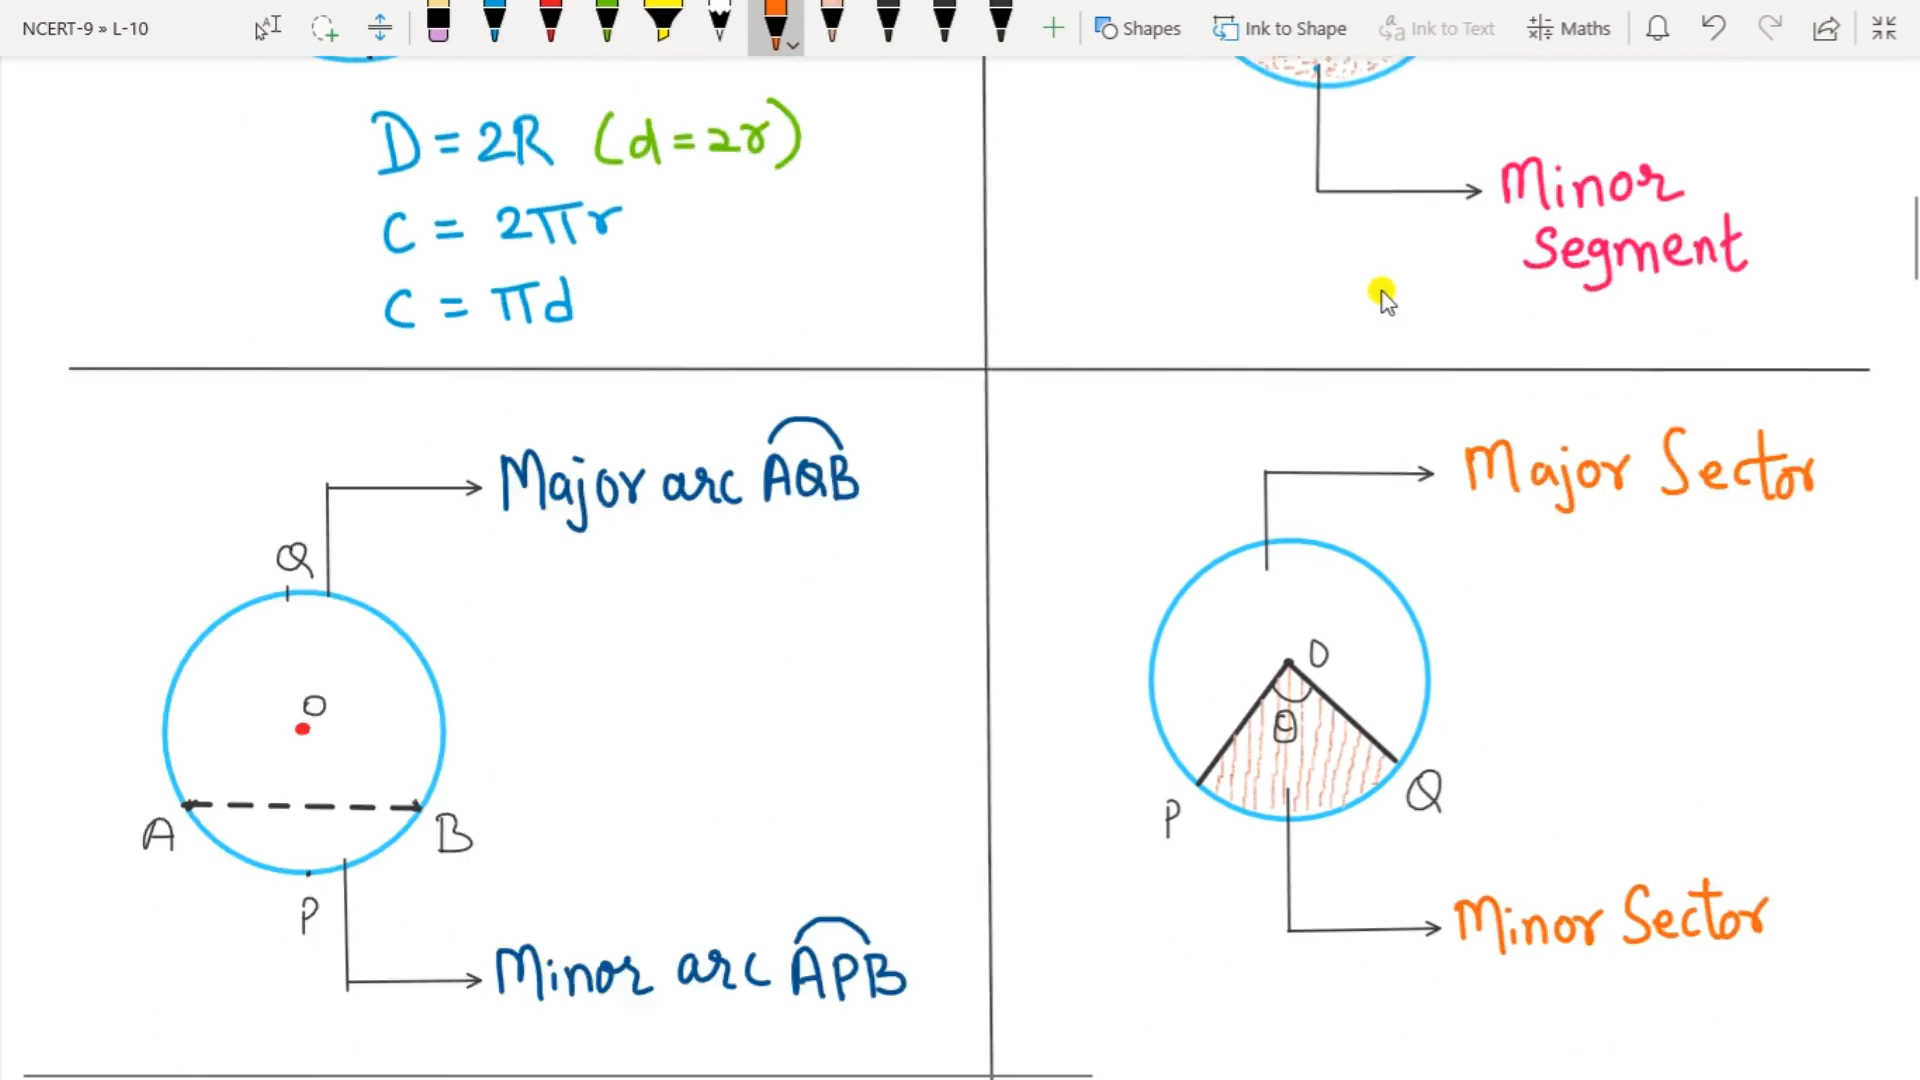 NCERT-9 » L-10
Shapes
Ink to Shape
Ink to Text
Maths
D = 2R (d = 2r)
C = 2πr
C = πd
Minor
Segment
Major arc AQB
Q
O
A
B
P
Minor arc APB
Major Sector
O
θ
P
Q
Minor Sector